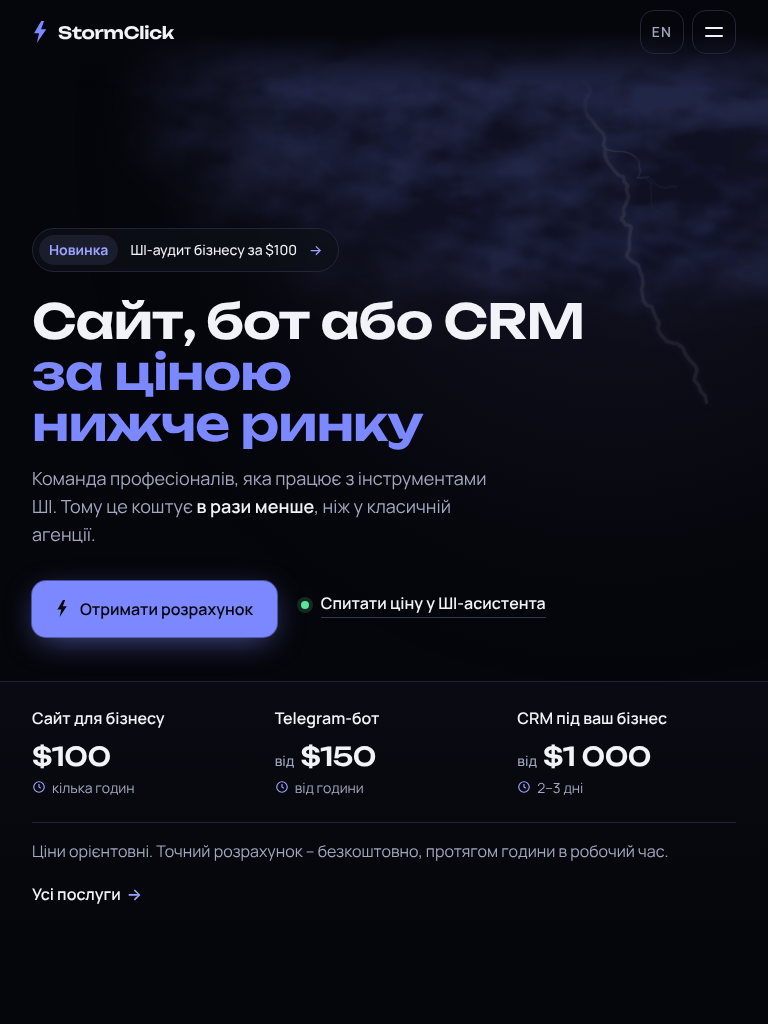 StormClick
EN
Новинка ШІ-аудит бізнесу за $100 →
Сайт, бот або CRM
за ціною
нижче ринку
Команда професіоналів, яка працює з інструментами
ШІ. Тому це коштує в рази менше, ніж у класичній
агенції.
Отримати розрахунок
Спитати ціну у ШІ-асистента
Сайт для бізнесу
$100
кілька годин
Telegram-бот
від $150
від години
CRM під ваш бізнес
від $1 000
2–3 дні
Ціни орієнтовні. Точний розрахунок – безкоштовно, протягом години в робочий час.
Усі послуги →